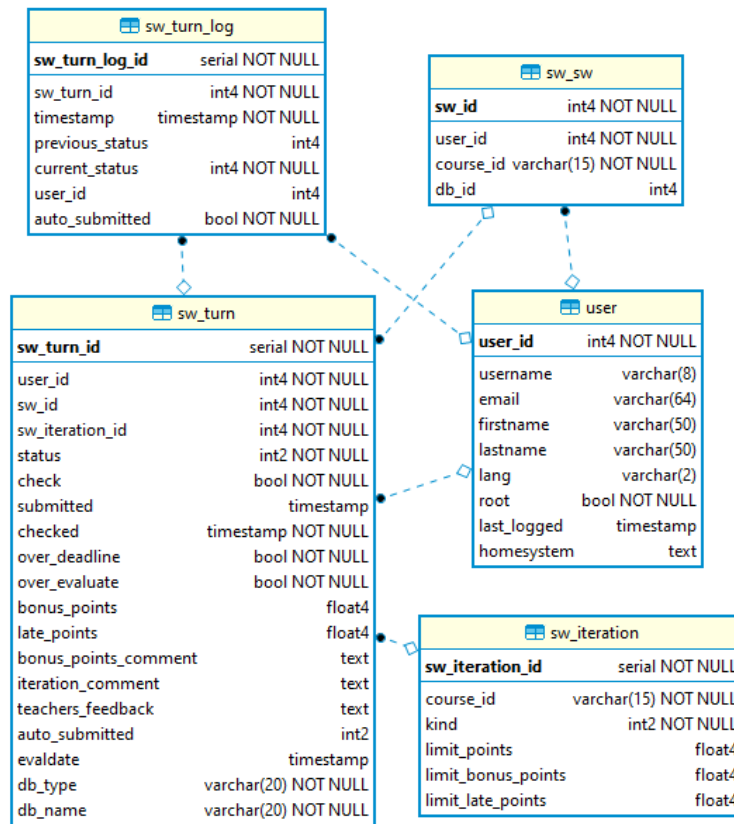 sw_turn_log
sw_turn_log_id serial NOT NULL
sw_turn_id int4 NOT NULL
timestamp timestamp NOT NULL
previous_status int4
current_status int4 NOT NULL
user_id int4
auto_submitted bool NOT NULL
sw_sw
sw_id int4 NOT NULL
user_id int4 NOT NULL
course_id varchar(15) NOT NULL
db_id int4
sw_turn
sw_turn_id serial NOT NULL
user_id int4 NOT NULL
sw_id int4 NOT NULL
sw_iteration_id int4 NOT NULL
status int2 NOT NULL
check bool NOT NULL
submitted timestamp
checked timestamp NOT NULL
over_deadline bool NOT NULL
over_evaluate bool NOT NULL
bonus_points float4
late_points float4
bonus_points_comment text
iteration_comment text
teachers_feedback text
auto_submitted int2
evaldate timestamp
db_type varchar(20) NOT NULL
db_name varchar(20) NOT NULL
user
user_id int4 NOT NULL
username varchar(8)
email varchar(64)
firstname varchar(50)
lastname varchar(50)
lang varchar(2)
root bool NOT NULL
last_logged timestamp
homesystem text
sw_iteration
sw_iteration_id serial NOT NULL
course_id varchar(15) NOT NULL
kind int2 NOT NULL
limit_points float4
limit_bonus_points float4
limit_late_points float4